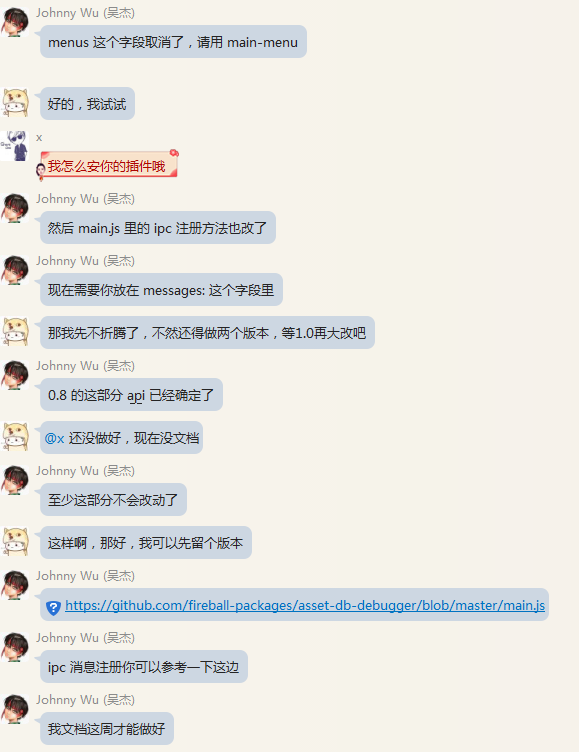 Johnny Wu (吴杰)
menus 这个字段取消了，请用 main-menu
好的，我试试
x
我怎么安你的插件哦
Johnny Wu (吴杰)
然后 main.js 里的 ipc 注册方法也改了
Johnny Wu (吴杰)
现在需要你放在 messages: 这个字段里
那我先不折腾了，不然还得做两个版本，等1.0再大改吧
Johnny Wu (吴杰)
0.8 的这部分 api 已经确定了
@x 还没做好，现在没文档
Johnny Wu (吴杰)
至少这部分不会改动了
这样啊，那好，我可以先留个版本
Johnny Wu (吴杰)
https://github.com/fireball-packages/asset-db-debugger/blob/master/main.js
Johnny Wu (吴杰)
ipc 消息注册你可以参考一下这边
Johnny Wu (吴杰)
我文档这周才能做好